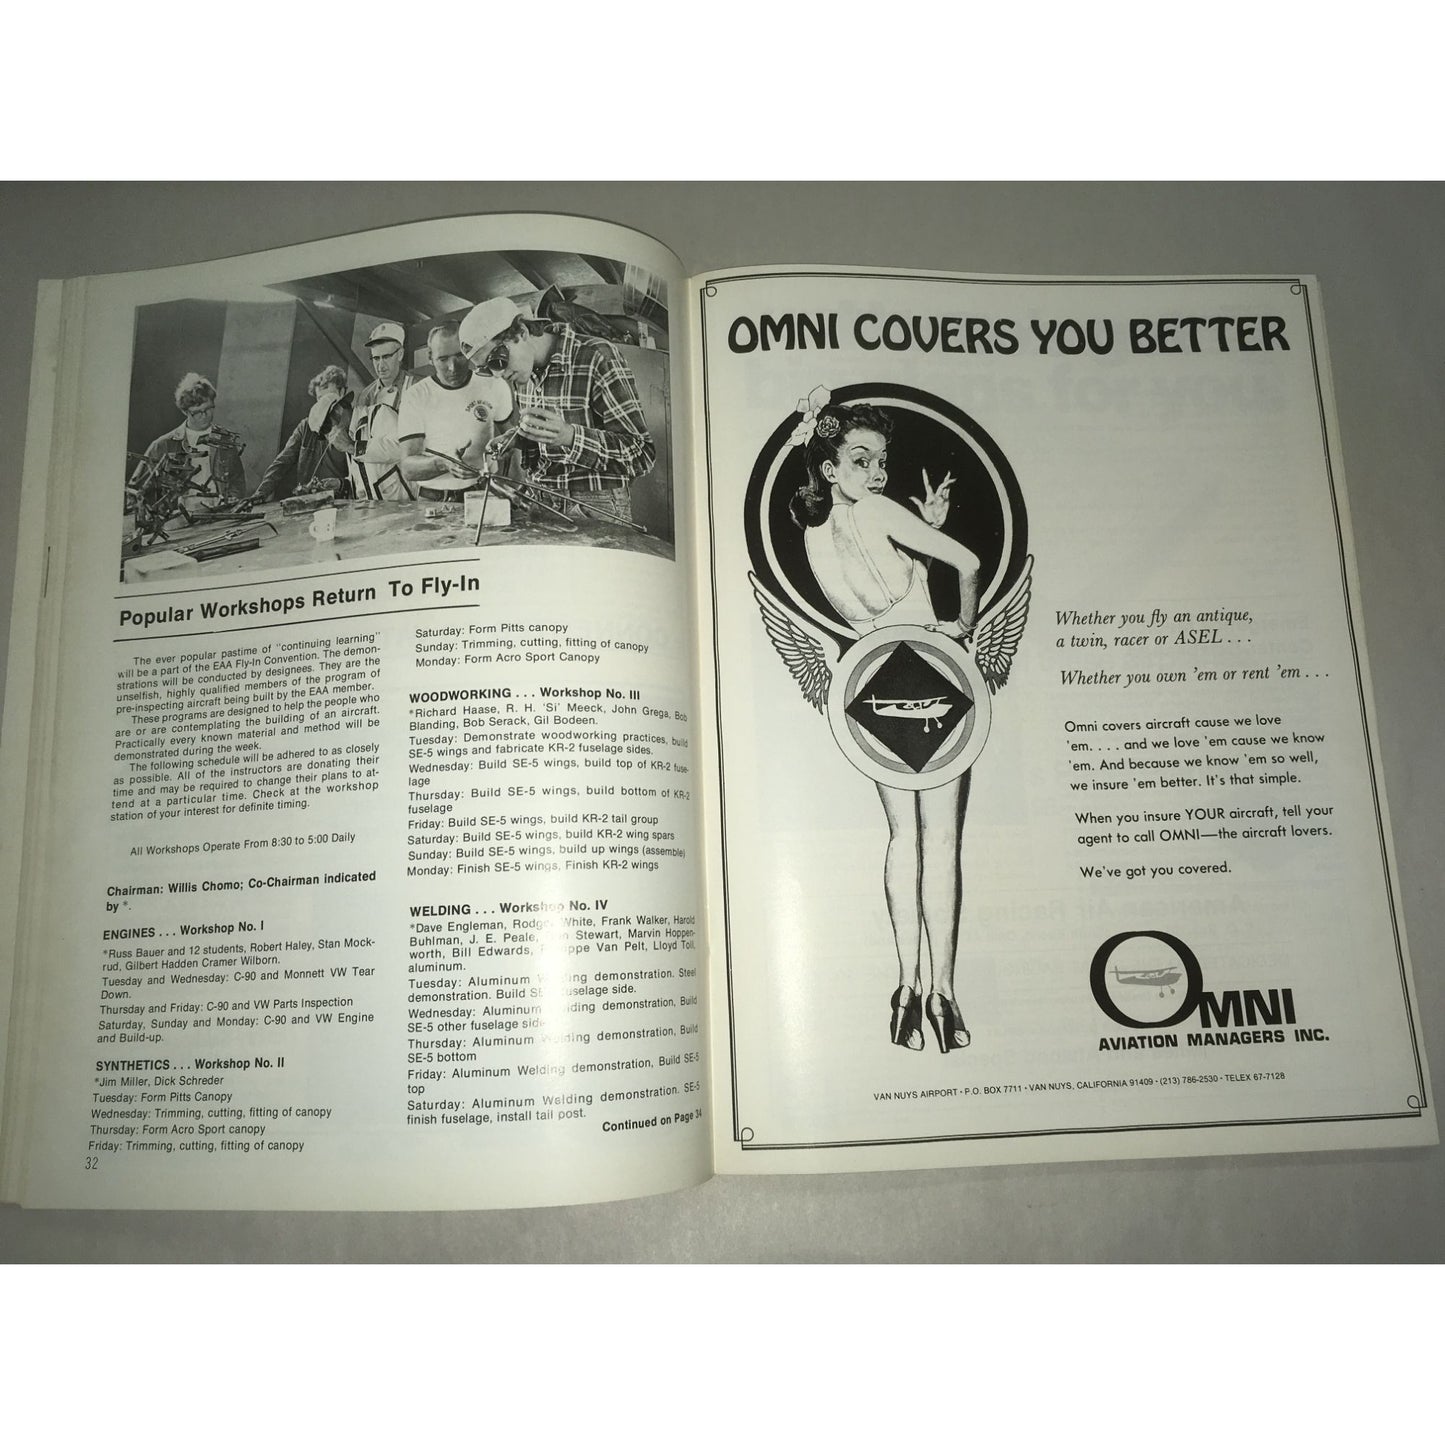 Popular Workshops Return To Fly-In
The ever popular pastime of "continuing learning"
will be a part of the EAA Fly-In Convention. The demon-
strations will be conducted by designees. They are the
unselfish, highly qualified members of the program of
pre-inspecting aircraft being built by the EAA member.
These programs are designed to help the people who
are or are contemplating the building of an aircraft.
Practically every known material and method will be
demonstrated during the week.
The following schedule will be adhered to as closely
as possible. All of the instructors are donating their
time and may be required to change their plans to at-
tend at a particular time. Check at the workshop
station of your interest for definite timing.
All Workshops Operate From 8:30 to 5:00 Daily
Chairman: Willis Chomo; Co-Chairman indicated
by *.
ENGINES . . . Workshop No. I
*Russ Bauer and 12 students, Robert Haley, Stan Mock-
rud, Gilbert Hadden Cramer Wilborn.
Tuesday and Wednesday: C-90 and Monnett VW Tear
Down.
Thursday and Friday: C-90 and VW Parts Inspection
Saturday, Sunday and Monday: C-90 and VW Engine
and Build-up.
SYNTHETICS . . . Workshop No. II
*Jim Miller, Dick Schreder
Tuesday: Form Pitts Canopy
Wednesday: Trimming, cutting, fitting of canopy
Thursday: Form Acro Sport canopy
Friday: Trimming, cutting, fitting of canopy
32
Saturday: Form Pitts canopy
Sunday: Trimming, cutting, fitting of canopy
Monday: Form Acro Sport Canopy
WOODWORKING . . . Workshop No. III
*Richard Haase, R. H. 'Si' Meeck, John Grega, Bob
Blanding, Bob Serack, Gil Bodeen.
Tuesday: Demonstrate woodworking practices, build
SE-5 wings and fabricate KR-2 fuselage sides.
Wednesday: Build SE-5 wings, build top of KR-2 fuse-
lage
Thursday: Build SE-5 wings, build bottom of KR-2
fuselage
Friday: Build SE-5 wings, build KR-2 tail group
Saturday: Build SE-5 wings, build KR-2 wing spars
Sunday: Build SE-5 wings, build up wings (assemble)
Monday: Finish SE-5 wings, Finish KR-2 wings
WELDING . . . Workshop No. IV
*Dave Engleman, White, Frank Walker, Harold
Buhlman, J. E. Peale, Stewart, Marvin Hoppen-
worth, Bill Edwards, Van Pelt, Lloyd Toll,
aluminum.
Tuesday: Aluminum demonstration. Steel
demonstration. Build fuselage side.
Wednesday: Aluminum demonstration, Build
SE-5 other fuselage side
Thursday: Aluminum demonstration, Build
SE-5 bottom
Friday: Aluminum Welding demonstration, Build SE-5
top
Saturday: Aluminum Welding demonstration. SE-5
finish fuselage, install tail post.
Continued on Page 34
OMNI COVERS YOU BETTER
Whether you fly an antique,
a twin, racer or ASEL . . .
Whether you own 'em or rent 'em . . .
Omni covers aircraft cause we love
'em. . . . and we love 'em cause we know
'em. And because we know 'em so well,
we insure 'em better. It's that simple.
When you insure YOUR aircraft, tell your
agent to call OMNI—the aircraft lovers.
We've got you covered.
OMNI
AVIATION MANAGERS INC.
VAN NUYS AIRPORT • P.O. BOX 7711 • VAN NUYS, CALIFORNIA 91409 • (213) 786-2530 • TELEX 67-7128